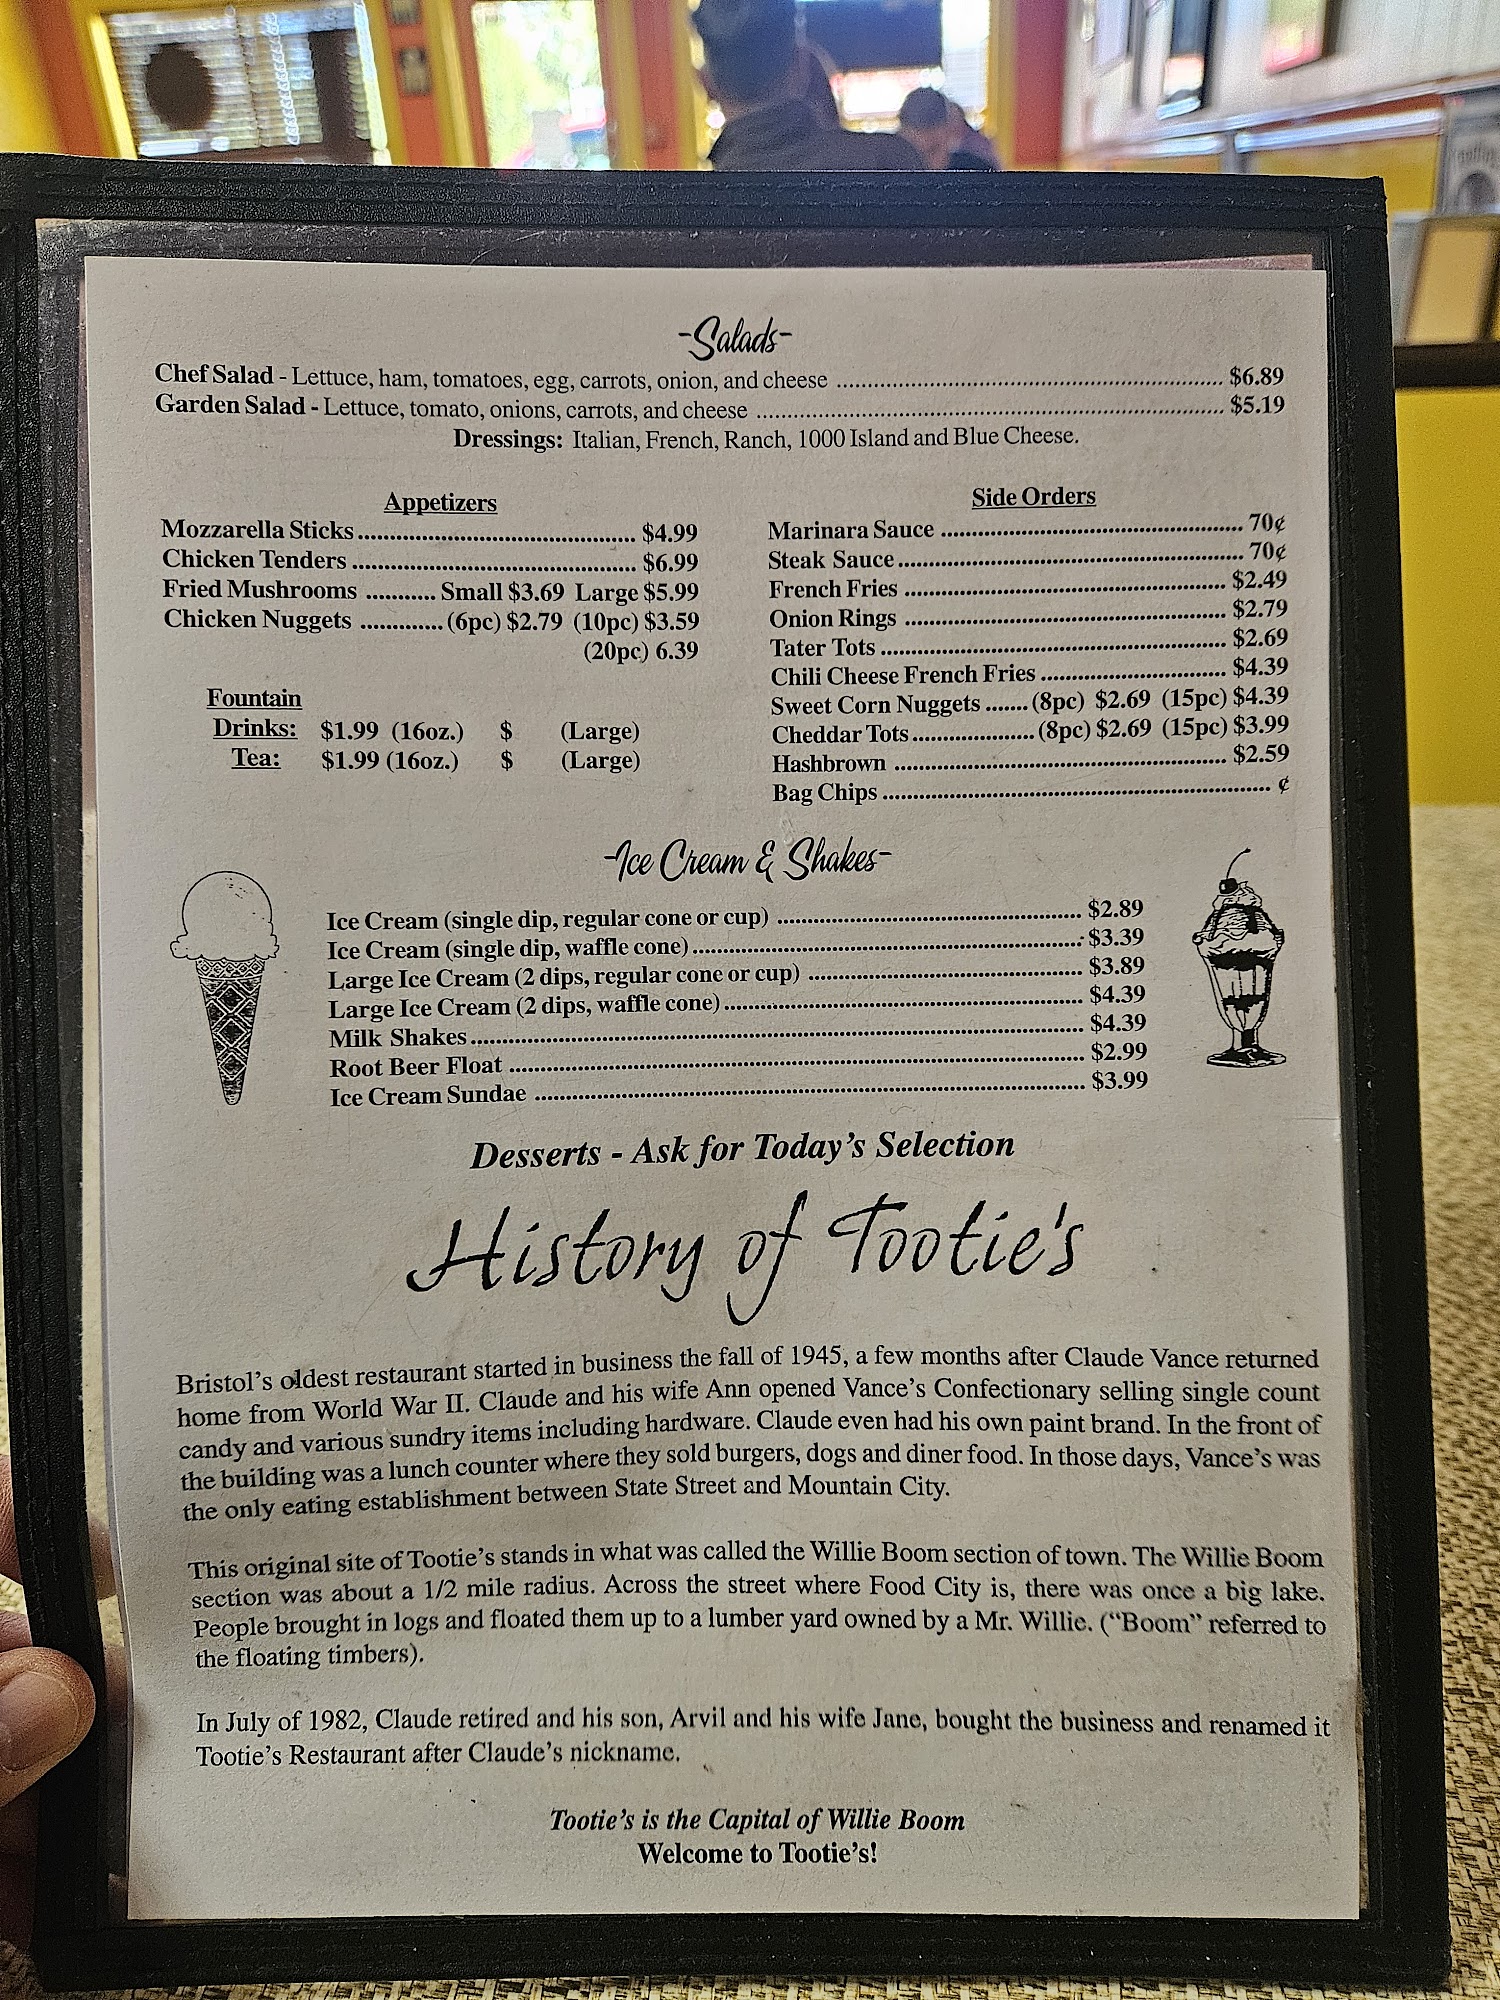 -Salads-
Chef Salad - Lettuce, ham, tomatoes, egg, carrots, onion, and cheese ........ $6.89
Garden Salad - Lettuce, tomato, onions, carrots, and cheese ........ $5.19
Dressings: Italian, French, Ranch, 1000 Island and Blue Cheese.
Appetizers
Mozzarella Sticks ........ $4.99
Chicken Tenders ........ $6.99
Fried Mushrooms ........ Small $3.69 Large $5.99
Chicken Nuggets ........ (6pc) $2.79 (10pc) $3.59
(20pc) 6.39
Fountain
Drinks: $1.99 (16oz.) $ (Large)
Tea: $1.99 (16oz.) $ (Large)
Side Orders
Marinara Sauce ........ 70¢
Steak Sauce ........ 70¢
French Fries ........ $2.49
Onion Rings ........ $2.79
Tater Tots ........ $2.69
Chili Cheese French Fries ........ $4.39
Sweet Corn Nuggets ....... (8pc) $2.69 (15pc) $4.39
Cheddar Tots ........ (8pc) $2.69 (15pc) $3.99
Hashbrown ........ $2.59
Bag Chips ........ ¢
-Ice Cream & Shakes-
Ice Cream (single dip, regular cone or cup) ........ $2.89
Ice Cream (single dip, waffle cone) ........ $3.39
Large Ice Cream (2 dips, regular cone or cup) ........ $3.89
Large Ice Cream (2 dips, waffle cone) ........ $4.39
Milk Shakes ........ $4.39
Root Beer Float ........ $2.99
Ice Cream Sundae ........ $3.99
Desserts - Ask for Today's Selection
History of Tootie's
Bristol's oldest restaurant started in business the fall of 1945, a few months after Claude Vance returned
home from World War II. Claude and his wife Ann opened Vance's Confectionary selling single count
candy and various sundry items including hardware. Claude even had his own paint brand. In the front of
the building was a lunch counter where they sold burgers, dogs and diner food. In those days, Vance's was
the only eating establishment between State Street and Mountain City.
This original site of Tootie's stands in what was called the Willie Boom section of town. The Willie Boom
section was about a 1/2 mile radius. Across the street where Food City is, there was once a big lake.
People brought in logs and floated them up to a lumber yard owned by a Mr. Willie. ("Boom" referred to
the floating timbers).
In July of 1982, Claude retired and his son, Arvil and his wife Jane, bought the business and renamed it
Tootie's Restaurant after Claude's nickname.
Tootie's is the Capital of Willie Boom
Welcome to Tootie's!